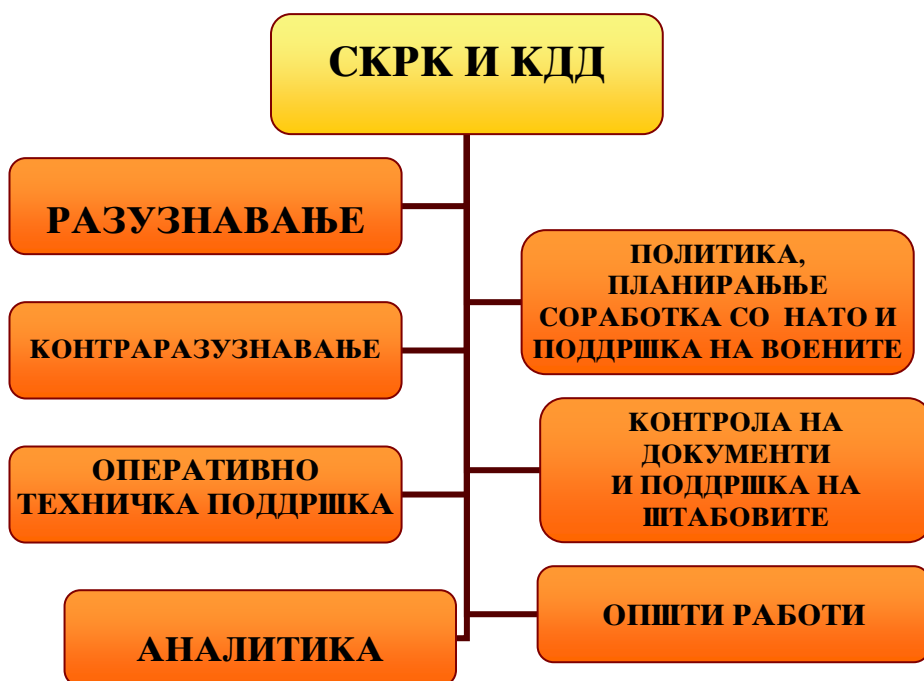 СКРК И КДД
РАЗУЗНАВАЊЕ
КОНТРАРАЗУЗНАВАЊЕ
ОПЕРАТИВНО
ТЕХНИЧКА ПОДДРШКА
АНАЛИТИКА
ПОЛИТИКА,
ПЛАНИРАЊЊЕ
СОРАБОТКА СО НАТО И
ПОДДРШКА НА ВОЕНИТЕ
КОНТРОЛА НА
ДОКУМЕНТИ
И ПОДДРШКА НА
ШТАБОВИТЕ
ОПШТИ РАБОТИ